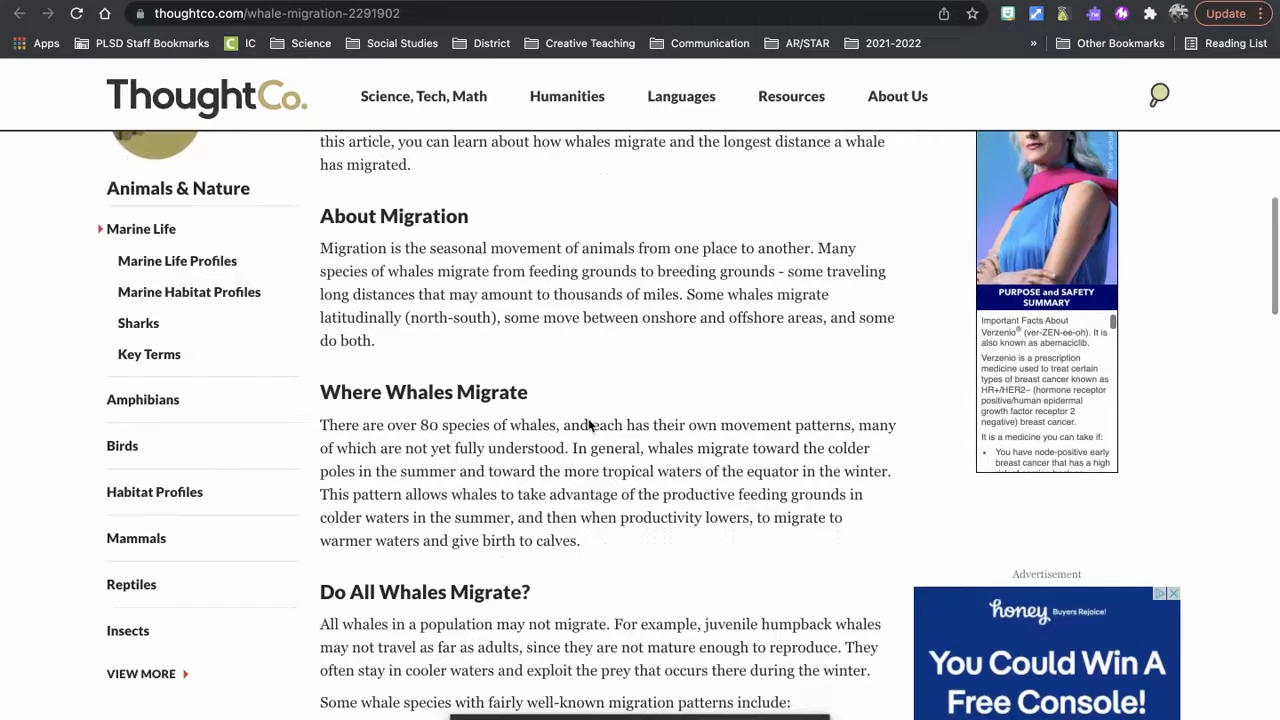 thoughtco.com/whale-migration-2291902
Update
Apps
PLSD Staff Bookmarks
IC
Science
Social Studies
District
Creative Teaching
Communication
AR/STAR
2021-2022
»
Other Bookmarks
Reading List
ThoughtCo.
Science, Tech, Math
Humanities
Languages
Resources
About Us
Animals & Nature
Marine Life
Marine Life Profiles
Marine Habitat Profiles
Sharks
Key Terms
Amphibians
Birds
Habitat Profiles
Mammals
Reptiles
Insects
VIEW MORE
this article, you can learn about how whales migrate and the longest distance a whale
has migrated.
About Migration
Migration is the seasonal movement of animals from one place to another. Many
species of whales migrate from feeding grounds to breeding grounds - some traveling
long distances that may amount to thousands of miles. Some whales migrate
latitudinally (north-south), some move between onshore and offshore areas, and some
do both.
Where Whales Migrate
There are over 80 species of whales, and each has their own movement patterns, many
of which are not yet fully understood. In general, whales migrate toward the colder
poles in the summer and toward the more tropical waters of the equator in the winter.
This pattern allows whales to take advantage of the productive feeding grounds in
colder waters in the summer, and then when productivity lowers, to migrate to
warmer waters and give birth to calves.
Do All Whales Migrate?
All whales in a population may not migrate. For example, juvenile humpback whales
may not travel as far as adults, since they are not mature enough to reproduce. They
often stay in cooler waters and exploit the prey that occurs there during the winter.
Some whale species with fairly well-known migration patterns include:
PURPOSE and SAFETY
SUMMARY
Important Facts About
Verzenio® (ver-ZEN-ee-oh). It is
also known as abemaciclib.
Verzenio is a prescription
medicine used to treat certain
types of breast cancer known as
HR+/HER2– (hormone receptor
positive/human epidermal
growth factor receptor 2
negative) breast cancer.
It is a medicine you can take if:
• You have node-positive early
breast cancer that has a high
Advertisement
honey Buyers Rejoice!
You Could Win A
Free Console!